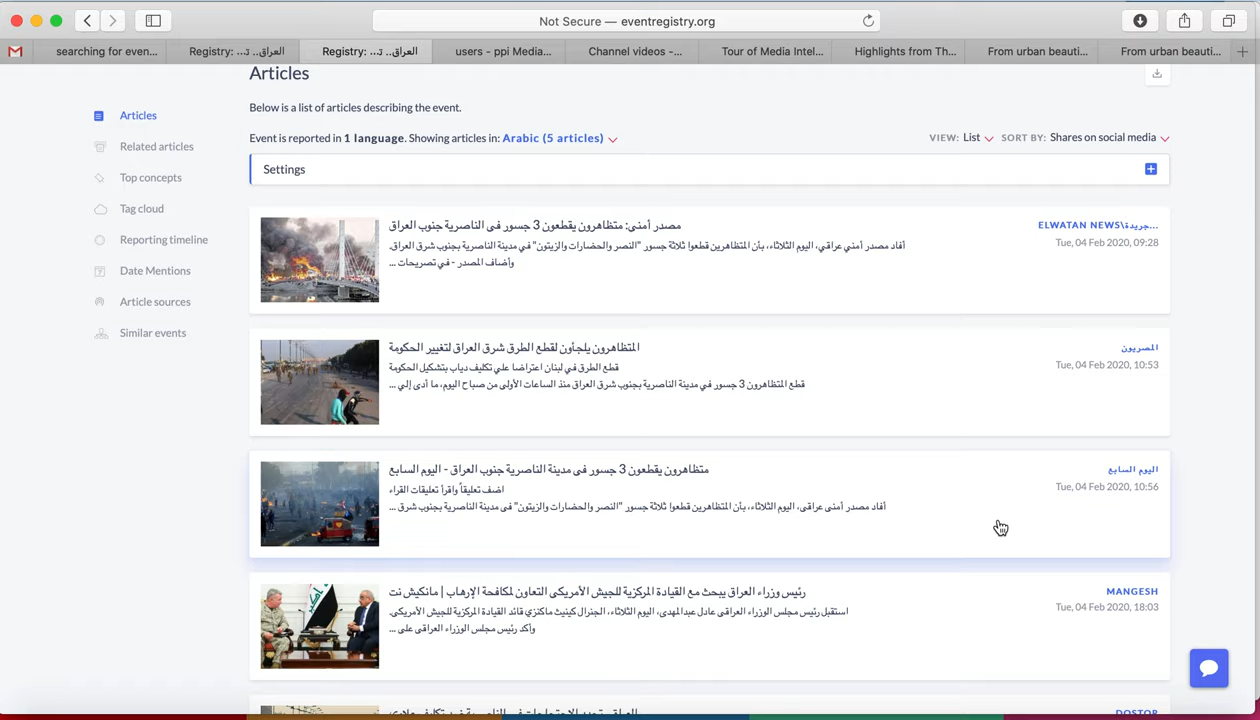 Not Secure — eventregistry.org
searching for even...
Registry: ...العراق.. تـ
Registry: ...العراق.. تـ
users - ppi Media...
Channel videos -...
Tour of Media Intel...
Highlights from Th...
From urban beauti...
From urban beauti...
Articles
Below is a list of articles describing the event.
Event is reported in 1 language. Showing articles in: Arabic (5 articles)
VIEW: List
SORT BY: Shares on social media
Settings
Articles
Related articles
Top concepts
Tag cloud
Reporting timeline
Date Mentions
Article sources
Similar events
مصدر أمني: متظاهرون يقطعون 3 جسور في الناصرية جنوب العراق
ELWATAN NEWS\جريدة...
أفاد مصدر أمني عراقي، اليوم الثلاثاء، بأن المتظاهرين قطعوا ثلاثة جسور "النصر والحضارات والزيتون" في مدينة الناصرية بجنوب شرق العراق.
Tue, 04 Feb 2020, 09:28
وأضاف المصدر - في تصريحات ...
المتظاهرون يلجأون لقطع الطرق شرق العراق لتغيير الحكومة
المصريون
قطع الطرق في لبنان اعتراضا علي تكليف دياب بتشكيل الحكومة
Tue, 04 Feb 2020, 10:53
قطع المتظاهرون 3 جسور في مدينة الناصرية بجنوب شرق العراق منذ الساعات الأولى من صباح اليوم، ما أدى إلي ...
متظاهرون يقطعون 3 جسور فى مدينة الناصرية جنوب العراق - اليوم السابع
اليوم السابع
اضف تعليقاً واقرأ تعليقات القراء
Tue, 04 Feb 2020, 10:56
أفاد مصدر أمنى عراقى، اليوم الثلاثاء، بأن المتظاهرين قطعوا ثلاثة جسور "النصر والحضارات والزيتون" فى مدينة الناصرية بجنوب شرق ...
رئيس وزراء العراق يبحث مع القيادة المركزية للجيش الأمريكى التعاون لمكافحة الإرهاب | مانكيش نت
MANGESH
استقبل رئيس مجلس الوزراء العراقى عادل عبدالمهدى، اليوم الثلاثاء، الجنرال كينيث ماكنزي قائد القيادة المركزية للجيش الأمريكى.
Tue, 04 Feb 2020, 18:03
وأكد رئيس مجلس الوزراء العراقى على ...
DOSTOR